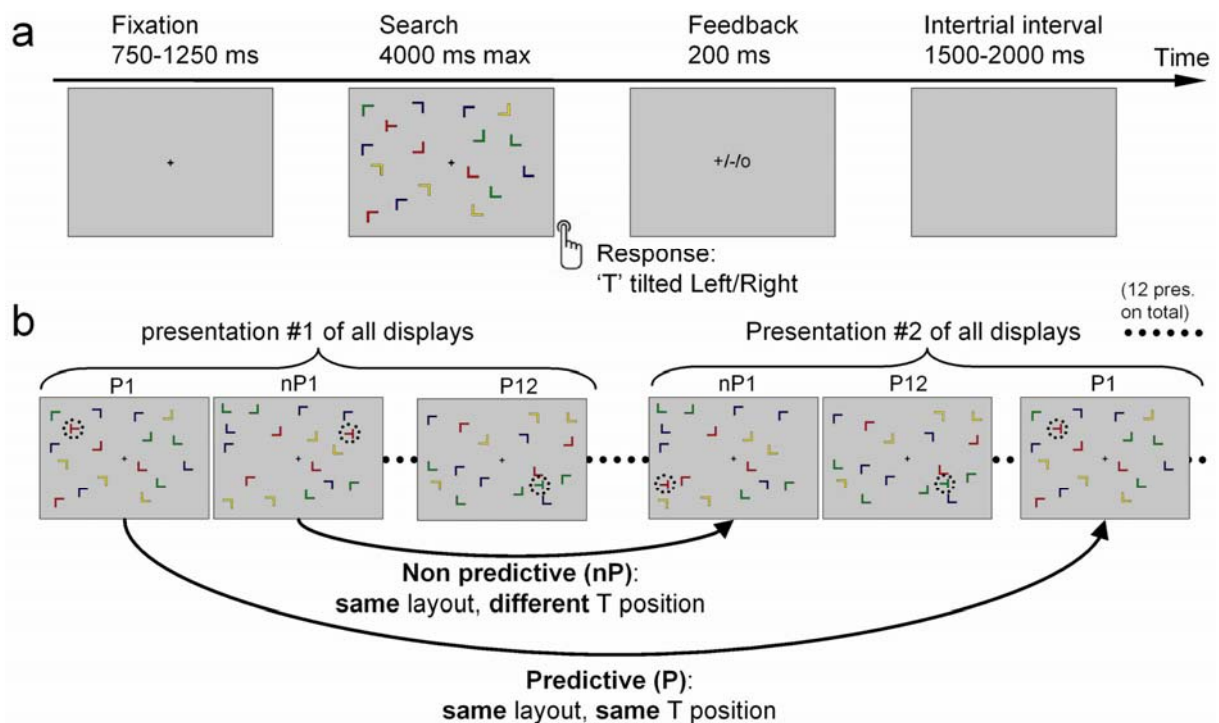 a
Fixation
750-1250 ms
Search
4000 ms max
Feedback
200 ms
Intertrial interval
1500-2000 ms
Time
+/-/o
Response:
'T' tilted Left/Right
b
(12 pres.
on total)
presentation #1 of all displays
Presentation #2 of all displays
P1
nP1
P12
nP1
P12
P1
Non predictive (nP):
same layout, different T position
Predictive (P):
same layout, same T position